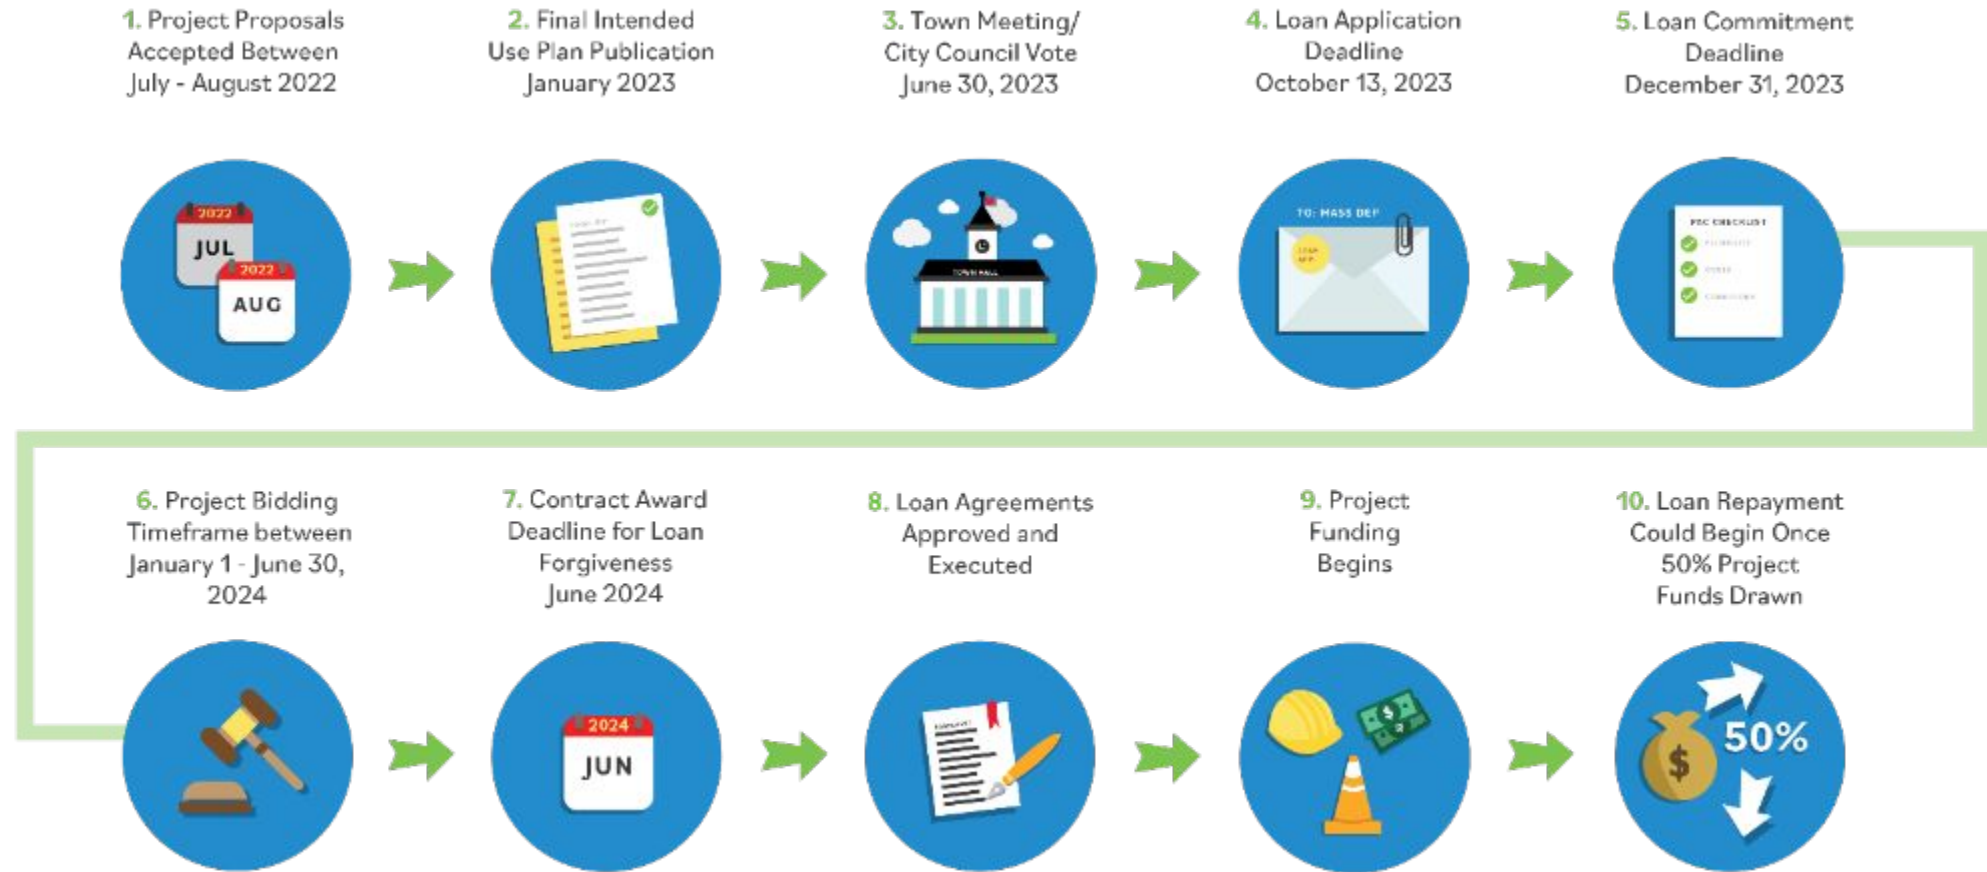 1. Project Proposals
Accepted Between
July - August 2022
2. Final Intended
Use Plan Publication
January 2023
3. Town Meeting/
City Council Vote
June 30, 2023
4. Loan Application
Deadline
October 13, 2023
5. Loan Commitment
Deadline
December 31, 2023
2022
JUL
2022
AUG
TOWN HALL
TO: MASS DEP
PAC CHECKLIST
6. Project Bidding
Timeframe between
January 1 - June 30,
2024
7. Contract Award
Deadline for Loan
Forgiveness
June 2024
8. Loan Agreements
Approved and
Executed
9. Project
Funding
Begins
10. Loan Repayment
Could Begin Once
50% Project
Funds Drawn
2024
JUN
$
$
50%